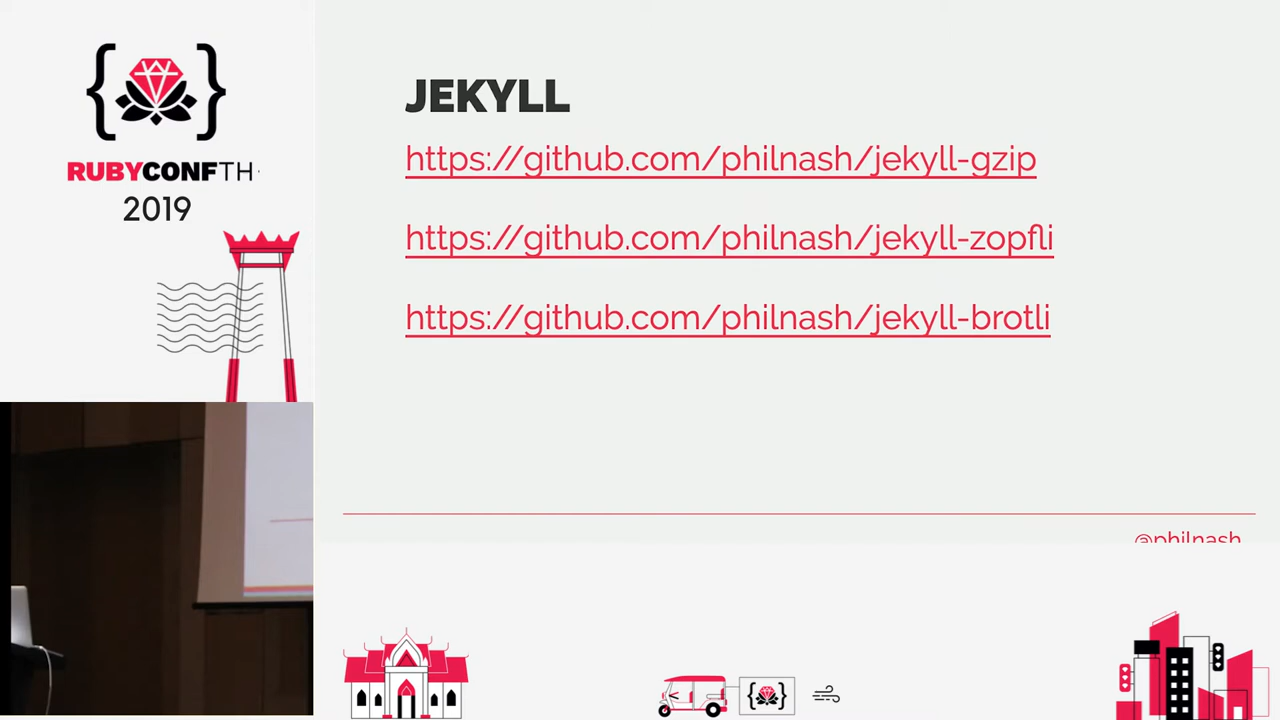 RUBYCONFTH
2019
JEKYLL
https://github.com/philnash/jekyll-gzip
https://github.com/philnash/jekyll-zopfli
https://github.com/philnash/jekyll-brotli
@philnash